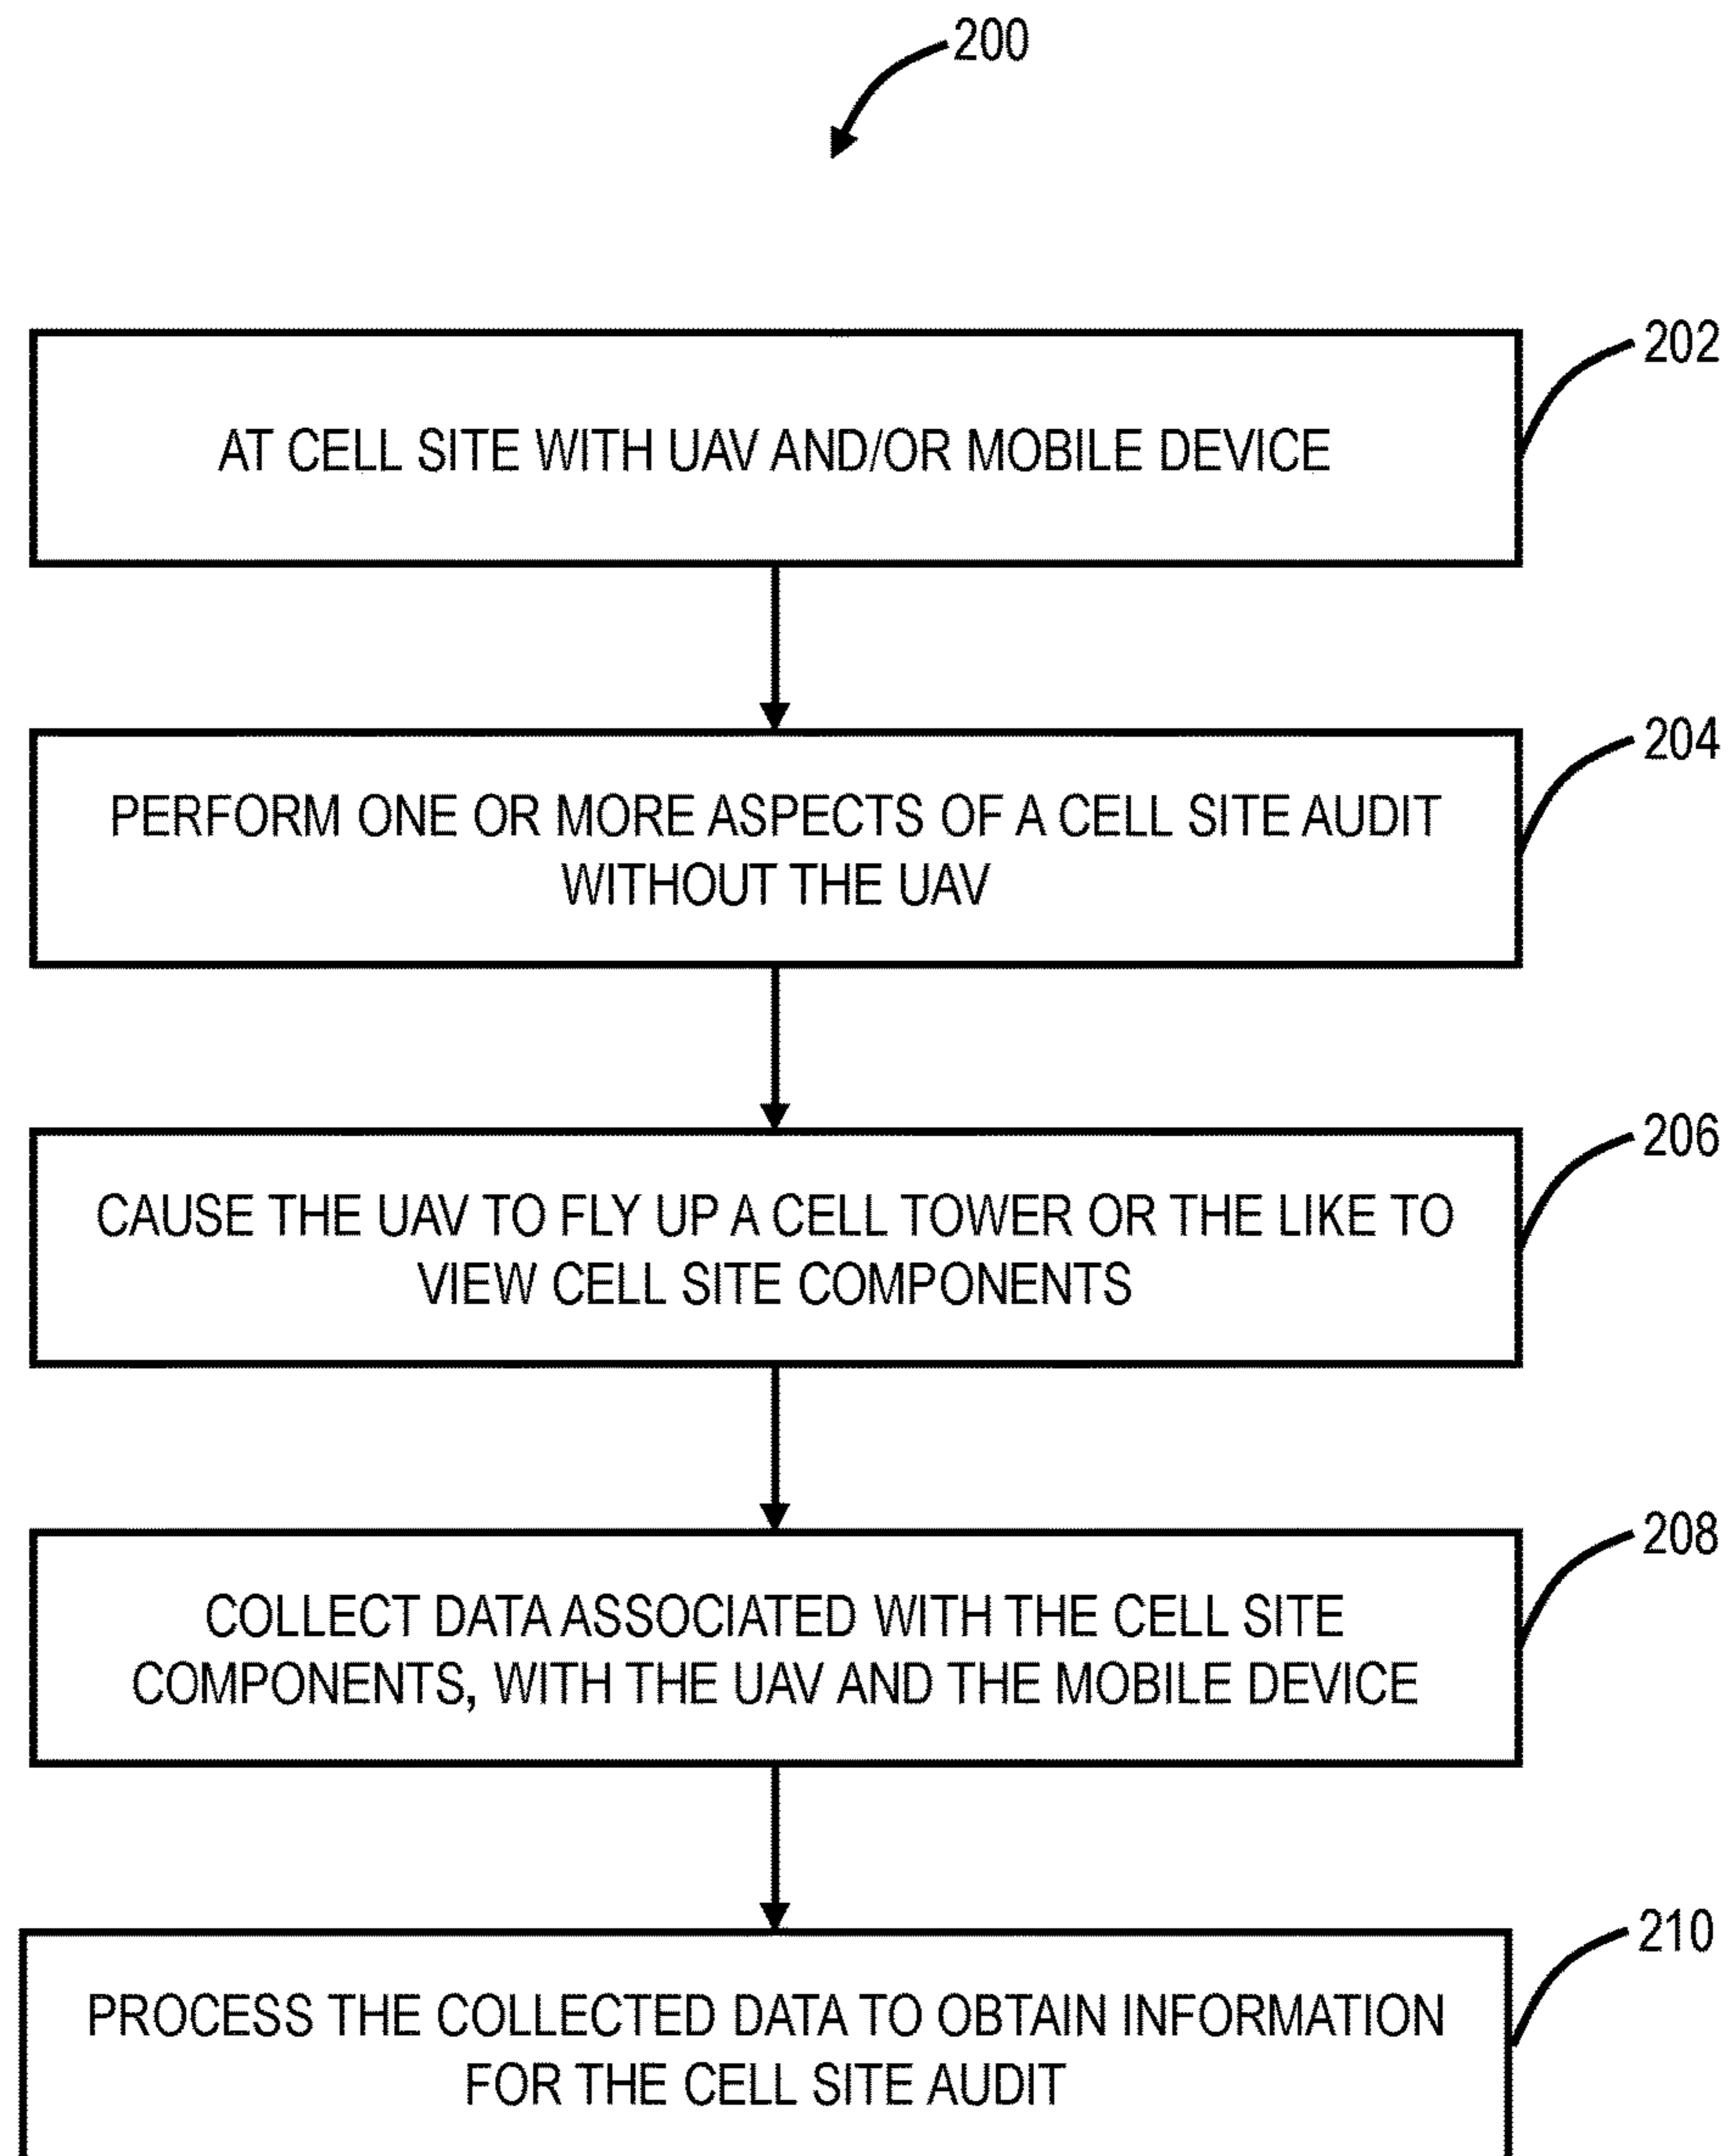 200
202
AT CELL SITE WITH UAV AND/OR MOBILE DEVICE
204
PERFORM ONE OR MORE ASPECTS OF A CELL SITE AUDIT
WITHOUT THE UAV
206
CAUSE THE UAV TO FLY UP A CELL TOWER OR THE LIKE TO
VIEW CELL SITE COMPONENTS
208
COLLECT DATA ASSOCIATED WITH THE CELL SITE
COMPONENTS, WITH THE UAV AND THE MOBILE DEVICE
210
PROCESS THE COLLECTED DATA TO OBTAIN INFORMATION
FOR THE CELL SITE AUDIT